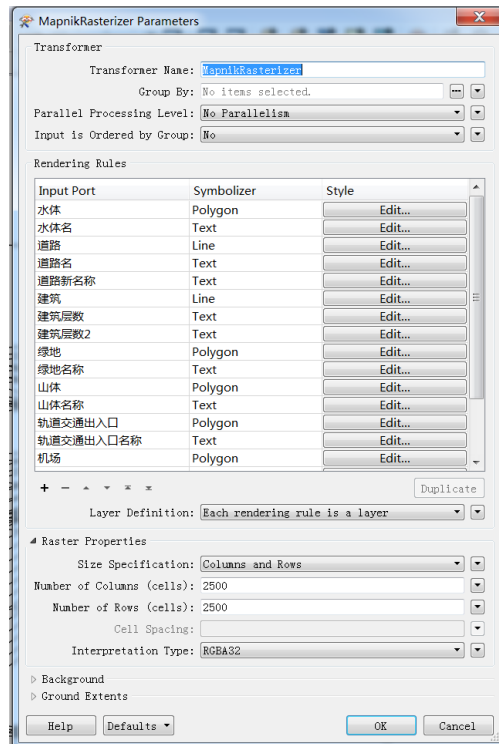 MapnikRasterizer Parameters
Transformer
Transformer Name: MapnikRasterizer
Group By: No items selected.
Parallel Processing Level: No Parallelism
Input is Ordered by Group: No
Rendering Rules
Input Port Symbolizer Style
水体 Polygon Edit...
水体名 Text Edit...
道路 Line Edit...
道路名 Text Edit...
道路新名称 Text Edit...
建筑 Line Edit...
建筑层数 Text Edit...
建筑层数2 Text Edit...
绿地 Polygon Edit...
绿地名称 Text Edit...
山体 Polygon Edit...
山体名称 Text Edit...
轨道交通出入口 Polygon Edit...
轨道交通出入口名称 Text Edit...
机场 Polygon Edit...
Duplicate
Layer Definition: Each rendering rule is a layer
Raster Properties
Size Specification: Columns and Rows
Number of Columns (cells): 2500
Number of Rows (cells): 2500
Cell Spacing:
Interpretation Type: RGBA32
Background
Ground Extents
Help Defaults OK Cancel